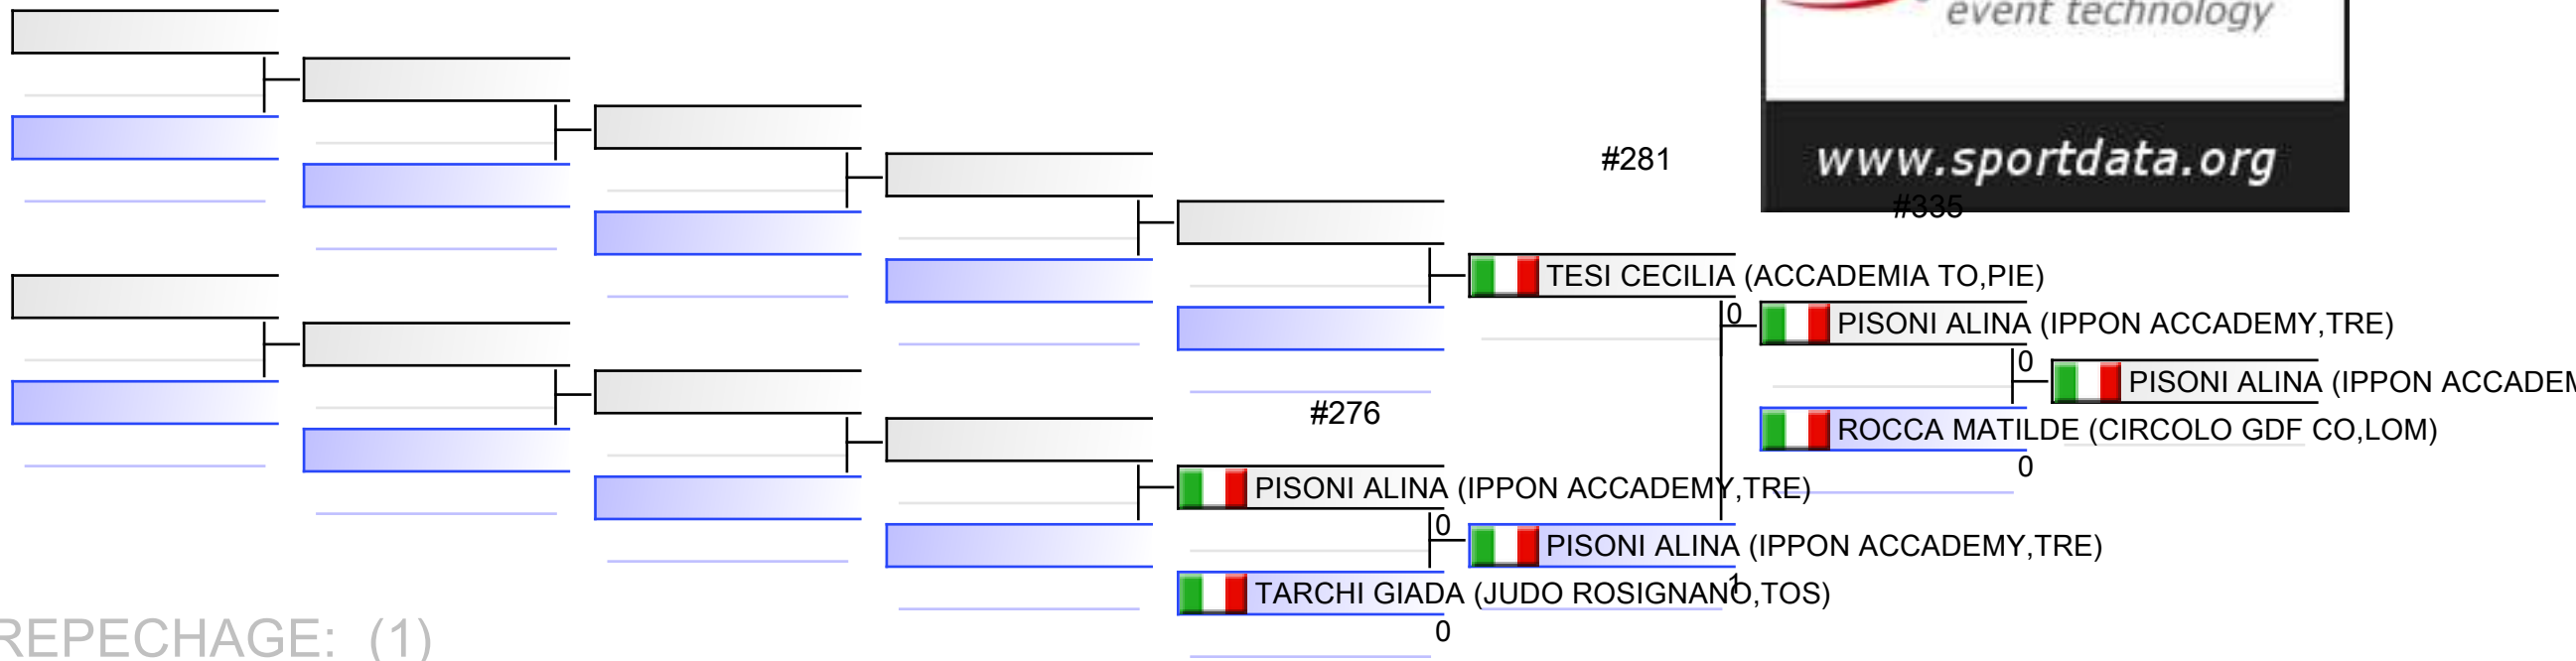 event technology
www.sportdata.org
#281
#335
TESI CECILIA (ACCADEMIA TO,PIE)
0
PISONI ALINA (IPPON ACCADEMY,TRE)
0
PISONI ALINA (IPPON ACCADEM
ROCCA MATILDE (CIRCOLO GDF CO,LOM)
0
#276
PISONI ALINA (IPPON ACCADEMY,TRE)
0
PISONI ALINA (IPPON ACCADEMY,TRE)
1
TARCHI GIADA (JUDO ROSIGNANO,TOS)
0
REPECHAGE: (1)